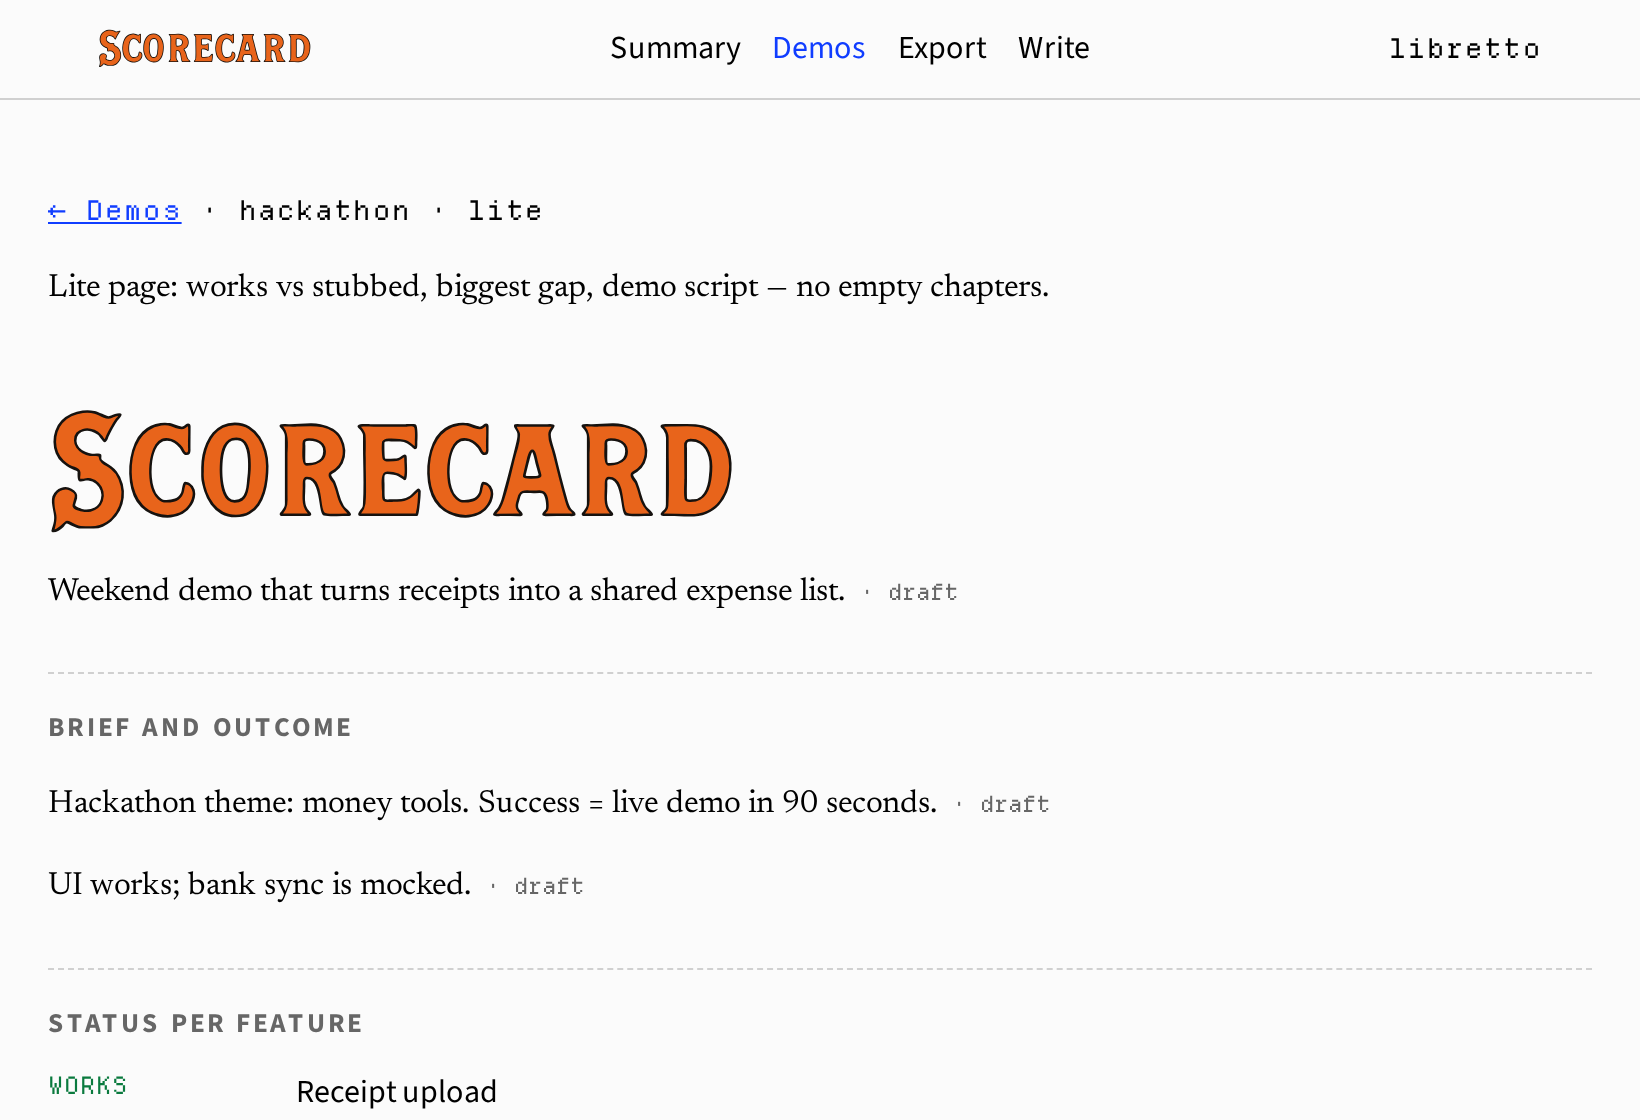 SCORECARD
Summary Demos Export Write
libretto
← Demos · hackathon · lite
Lite page: works vs stubbed, biggest gap, demo script – no empty chapters.
SCORECARD
Weekend demo that turns receipts into a shared expense list. · draft
BRIEF AND OUTCOME
Hackathon theme: money tools. Success = live demo in 90 seconds. · draft
UI works; bank sync is mocked. · draft
STATUS PER FEATURE
WORKS Receipt upload